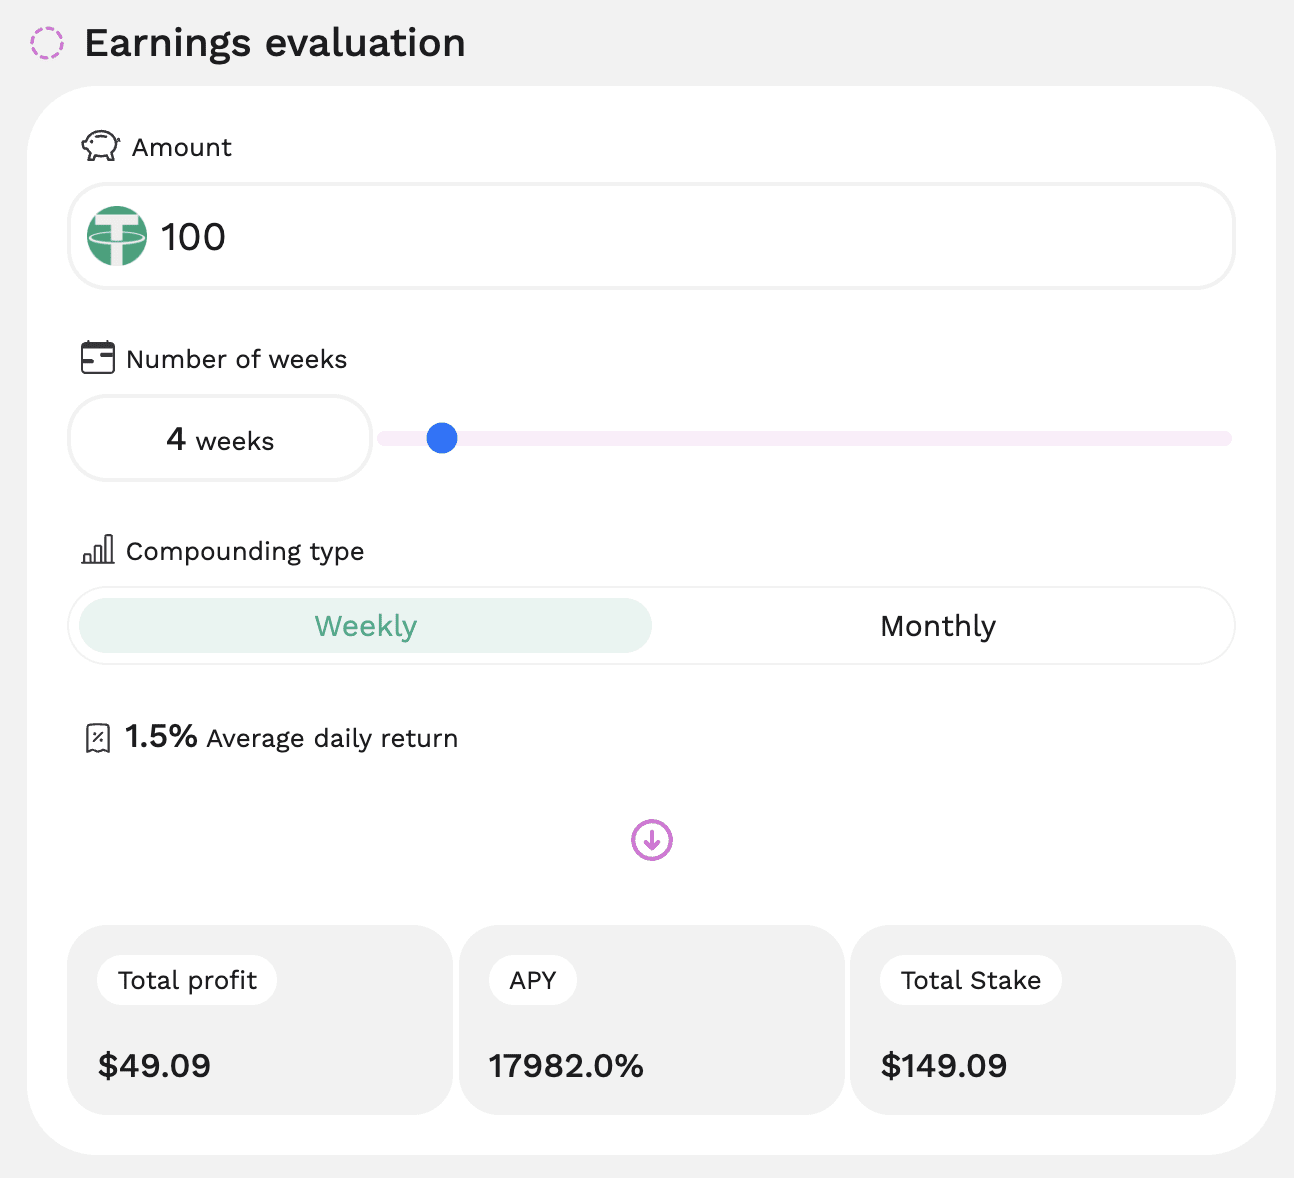 Earnings evaluation
Amount
100
Number of weeks
4 weeks
Compounding type
Weekly Monthly
1.5% Average daily return
Total profit APY Total Stake
$49.09 17982.0% $149.09